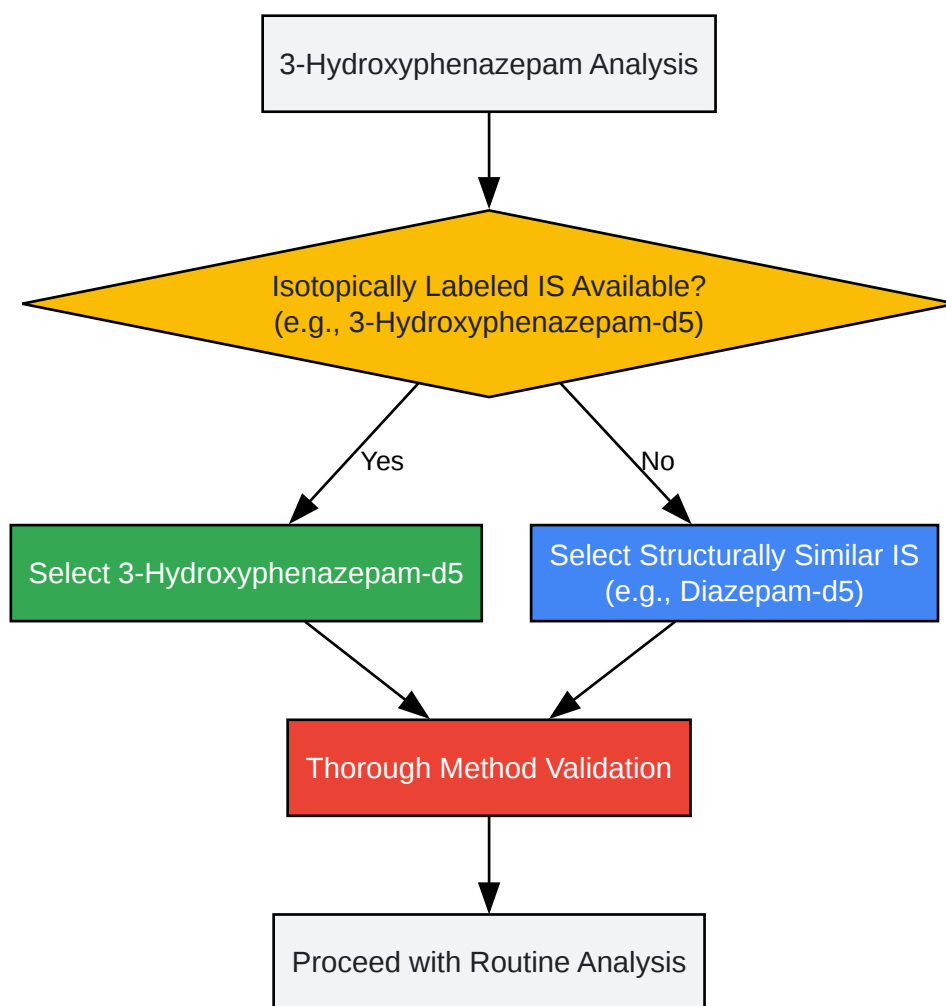 3-Hydroxyphenazepam Analysis
Isotopically Labeled IS Available?
(e.g., 3-Hydroxyphenazepam-d5)
Yes
No
Select 3-Hydroxyphenazepam-d5
Select Structurally Similar IS
(e.g., Diazepam-d5)
Thorough Method Validation
Proceed with Routine Analysis